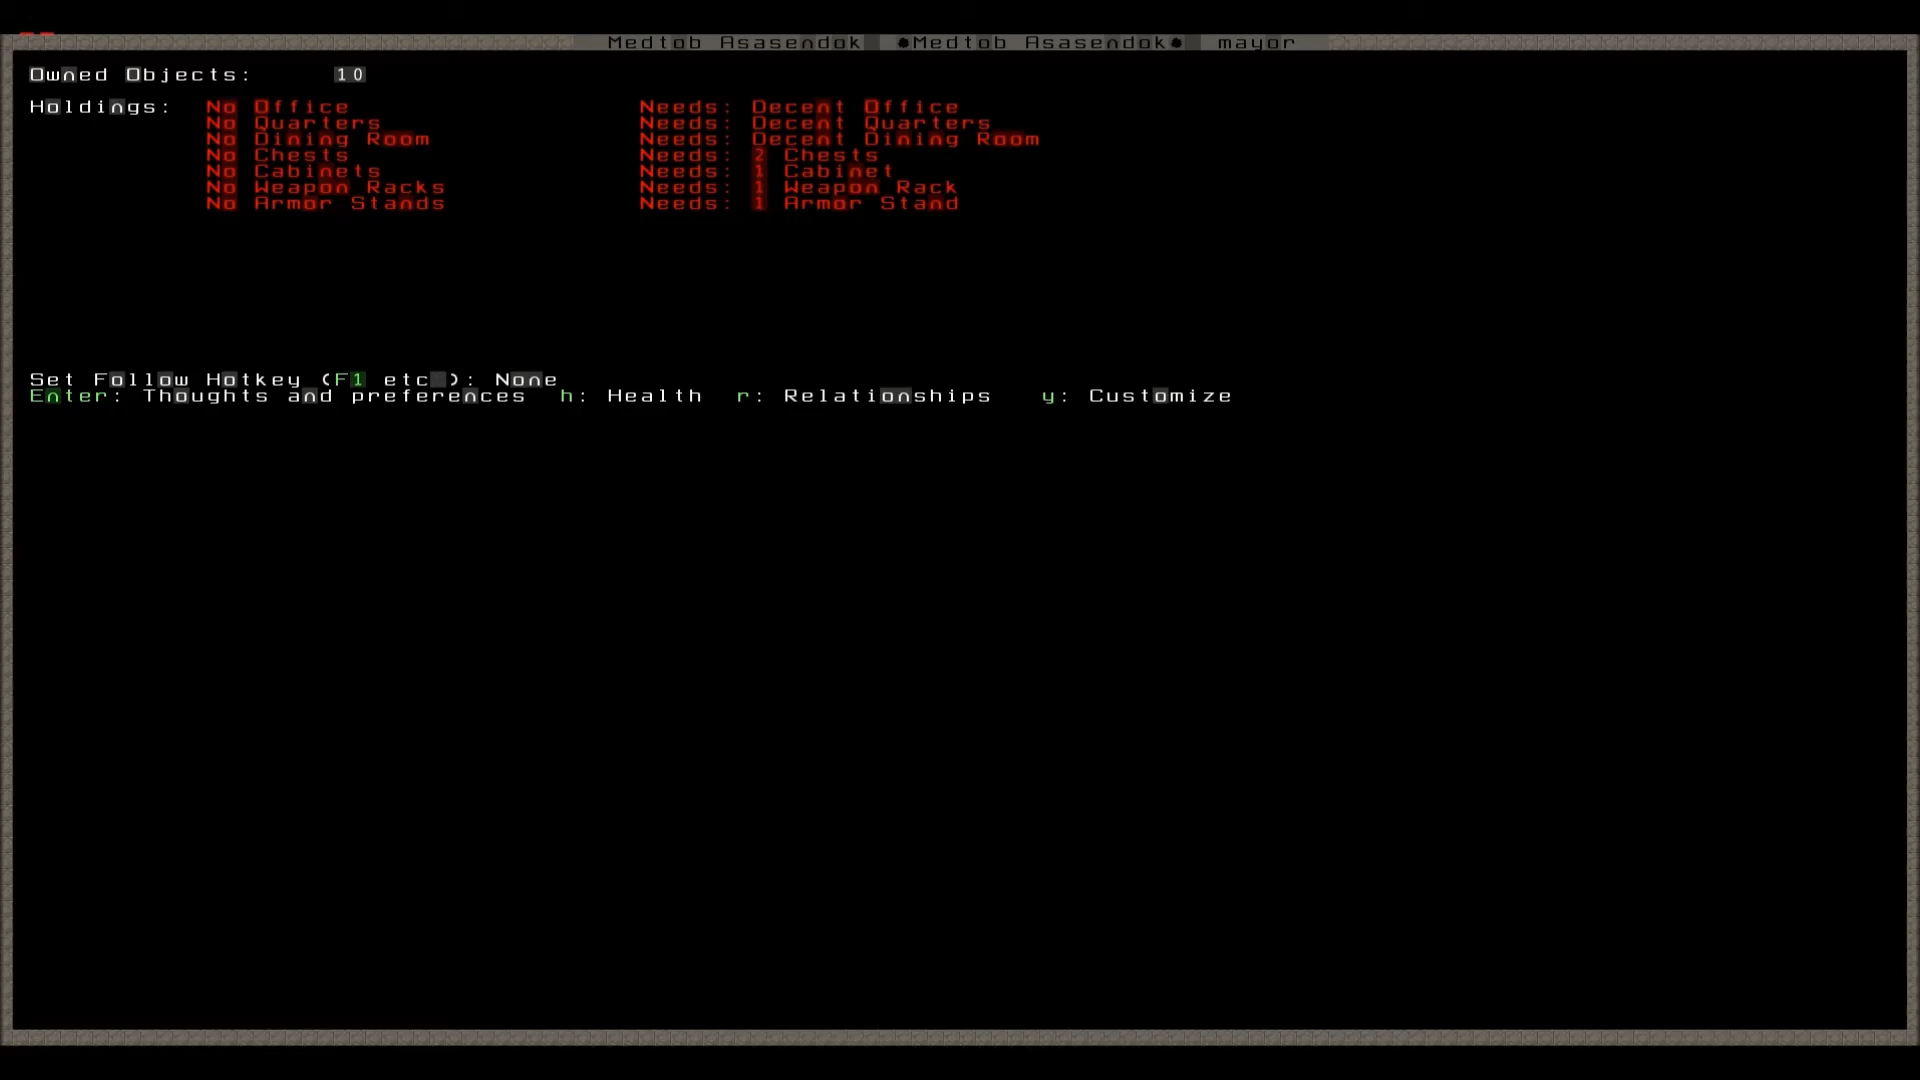 Medtob Asasendok ●Medtob Asasendok● mayor
Owned Objects: 10
Holdings: No Office Needs: Decent Office
No Quarters Needs: Decent Quarters
No Dining Room Needs: Decent Dining Room
No Chests Needs: 2 Chests
No Cabinets Needs: 1 Cabinet
No Weapon Racks Needs: 1 Weapon Rack
No Armor Stands Needs: 1 Armor Stand
Set Follow Hotkey (F1 etc ): None
Enter: Thoughts and preferences h: Health r: Relationships y: Customize